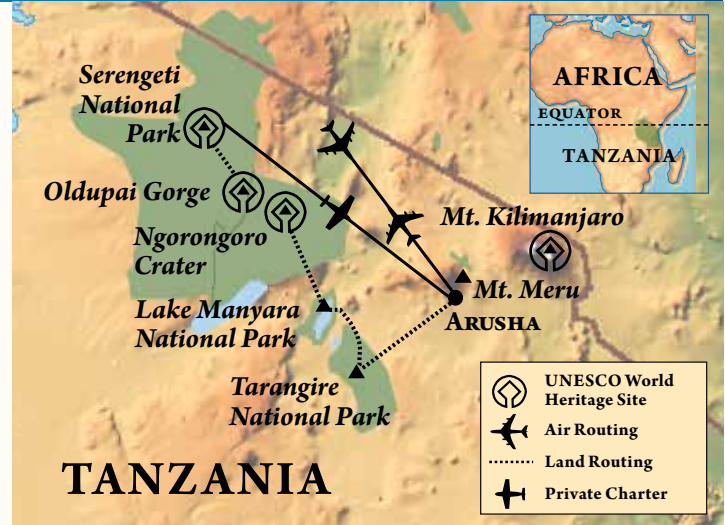 Serengeti
National
Park
Oldupai Gorge
Ngorongoro
Crater
Lake Manyara
National Park
Tarangire
National Park
Mt. Kilimanjaro
Mt. Meru
ARUSHA
TANZANIA
AFRICA
EQUATOR
TANZANIA
UNESCO World
Heritage Site
Air Routing
Land Routing
Private Charter